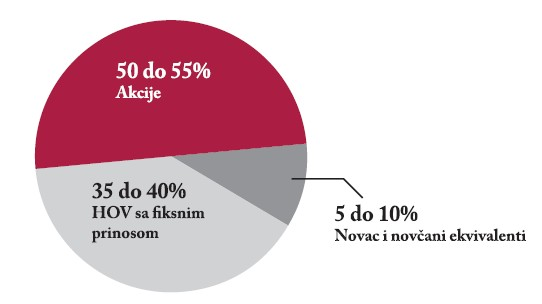 50 do 55%
Akcije
35 do 40%
HOV sa fiksnim
prinosom
5 do 10%
Novac i novčani ekvivalenti